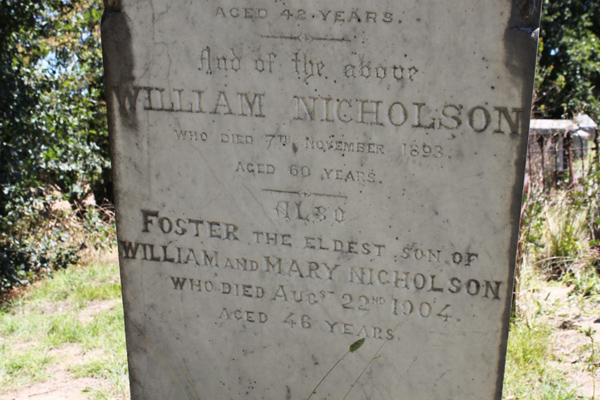 AGED 42 YEARS.
And of the above
WILLIAM NICHOLSON
WHO DIED 7TH NOVEMBER 1893.
AGED 60 YEARS.
ALSO
FOSTER THE ELDEST SON OF
WILLIAM AND MARY NICHOLSON
WHO DIED AUGST 22ND 1904.
AGED 46 YEARS.